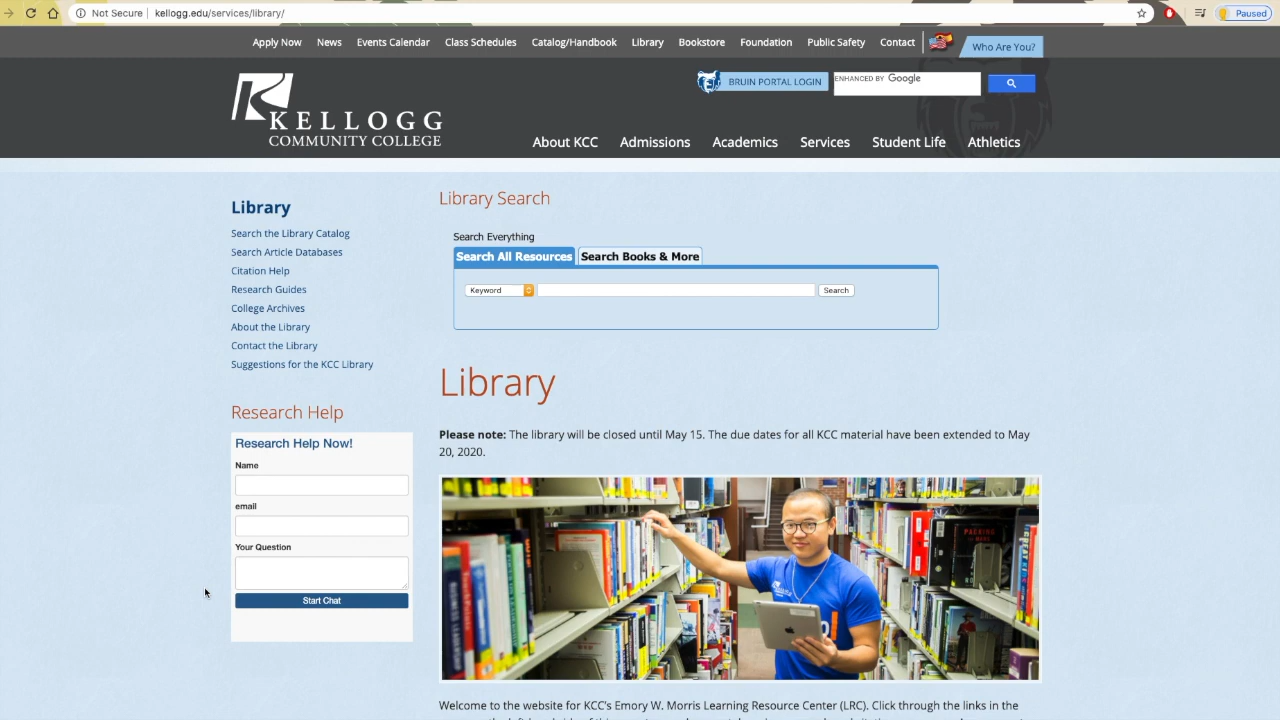 Not Secure | kellogg.edu/services/library/
Paused
Apply Now News Events Calendar Class Schedules Catalog/Handbook Library Bookstore Foundation Public Safety Contact
Who Are You?
BRUIN PORTAL LOGIN
ENHANCED BY Google
KELLOGG
COMMUNITY COLLEGE
About KCC Admissions Academics Services Student Life Athletics
Library
Search the Library Catalog
Search Article Databases
Citation Help
Research Guides
College Archives
About the Library
Contact the Library
Suggestions for the KCC Library
Research Help
Research Help Now!
Name
email
Your Question
Start Chat
Library Search
Search Everything
Search All Resources Search Books & More
Keyword Search
Library
Please note: The library will be closed until May 15. The due dates for all KCC material have been extended to May
20, 2020.
Welcome to the website for KCC's Emory W. Morris Learning Resource Center (LRC). Click through the links in the